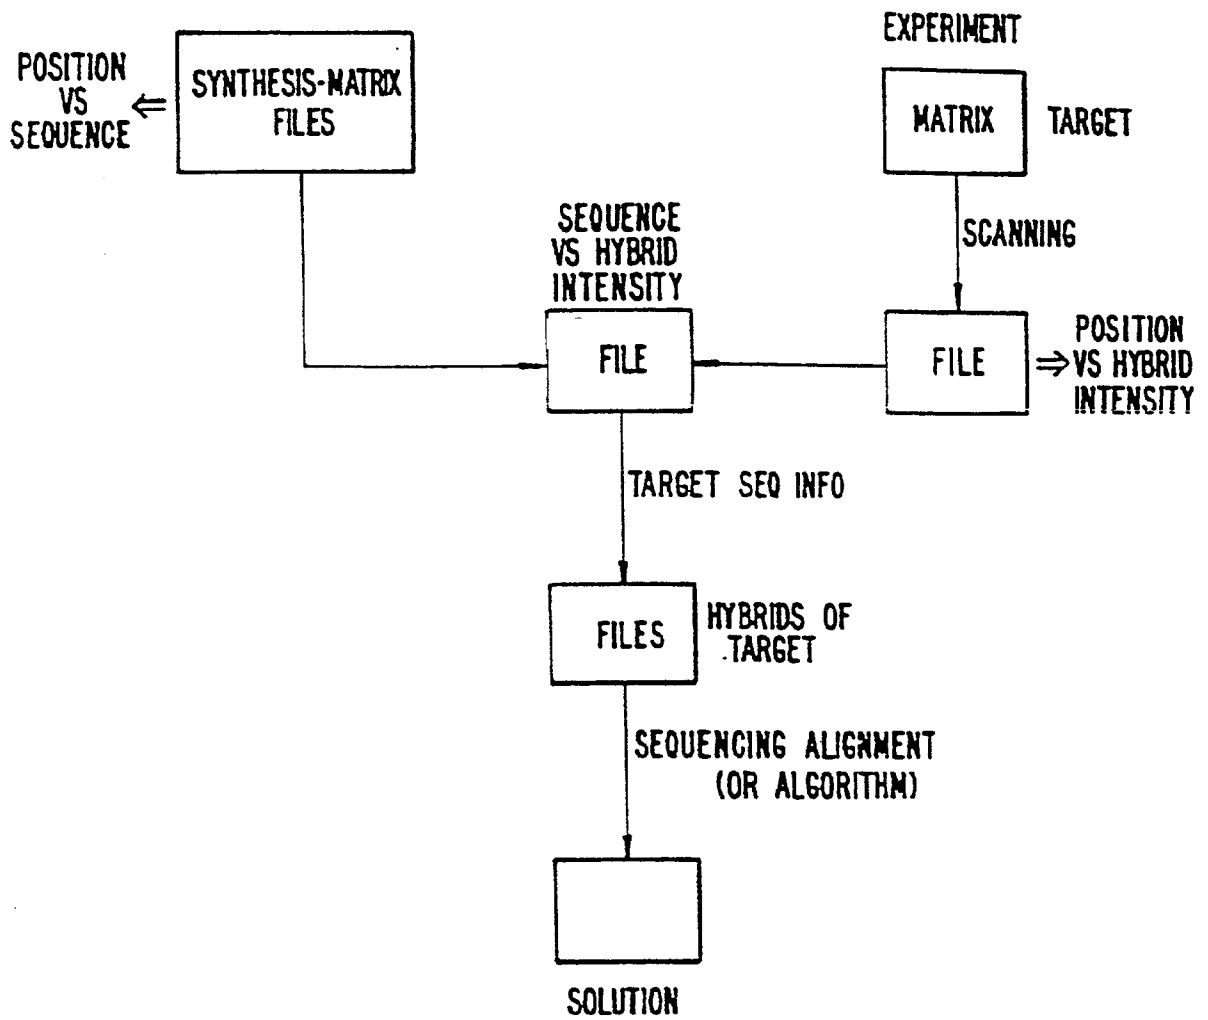 POSITION
VS
SEQUENCE
SYNTHESIS-MATRIX
FILES
EXPERIMENT
MATRIX
TARGET
SCANNING
SEQUENCE
VS HYBRID
INTENSITY
FILE
FILE
POSITION
VS HYBRID
INTENSITY
TARGET SEQ INFO
FILES
HYBRIDS OF
TARGET
SEQUENCING ALIGNMENT
(OR ALGORITHM)
SOLUTION